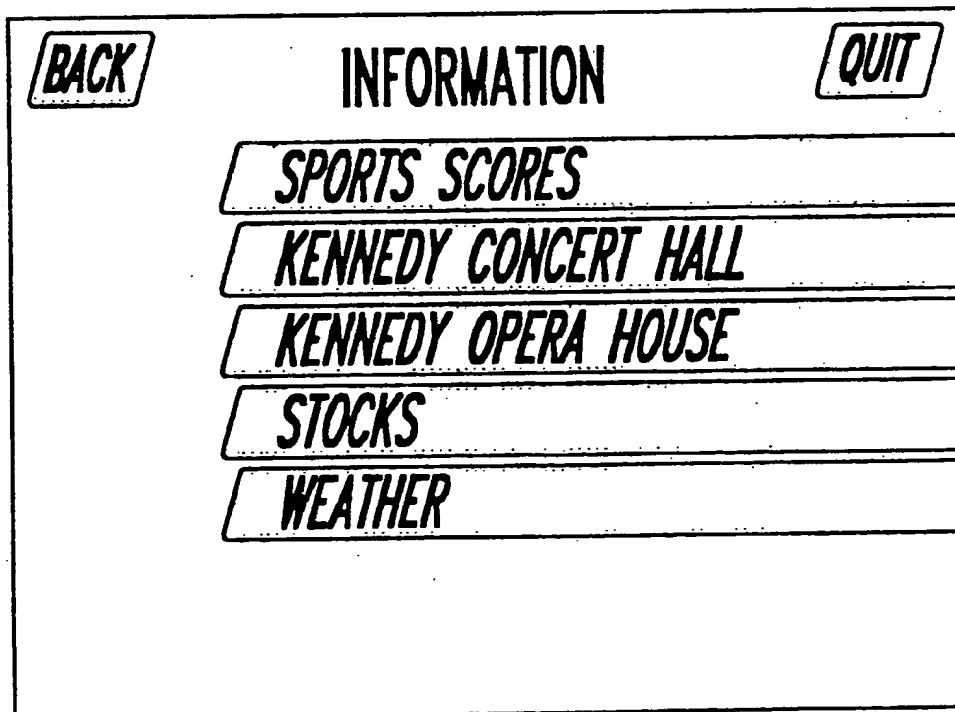 BACK INFORMATION QUIT
SPORTS SCORES
KENNEDY CONCERT HALL
KENNEDY OPERA HOUSE
STOCKS
WEATHER